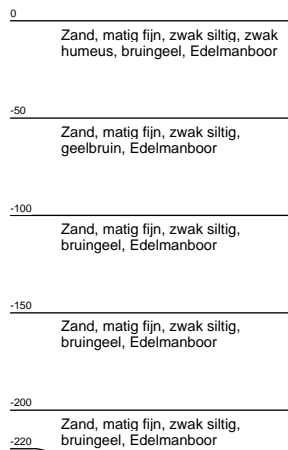 0
Zand, matig fijn, zwak siltig, zwak
humeus, bruingeel, Edelmanboor
-50
Zand, matig fijn, zwak siltig,
geelbruin, Edelmanboor
-100
Zand, matig fijn, zwak siltig,
bruingeel, Edelmanboor
-150
Zand, matig fijn, zwak siltig,
bruingeel, Edelmanboor
-200
Zand, matig fijn, zwak siltig,
-220
bruingeel, Edelmanboor